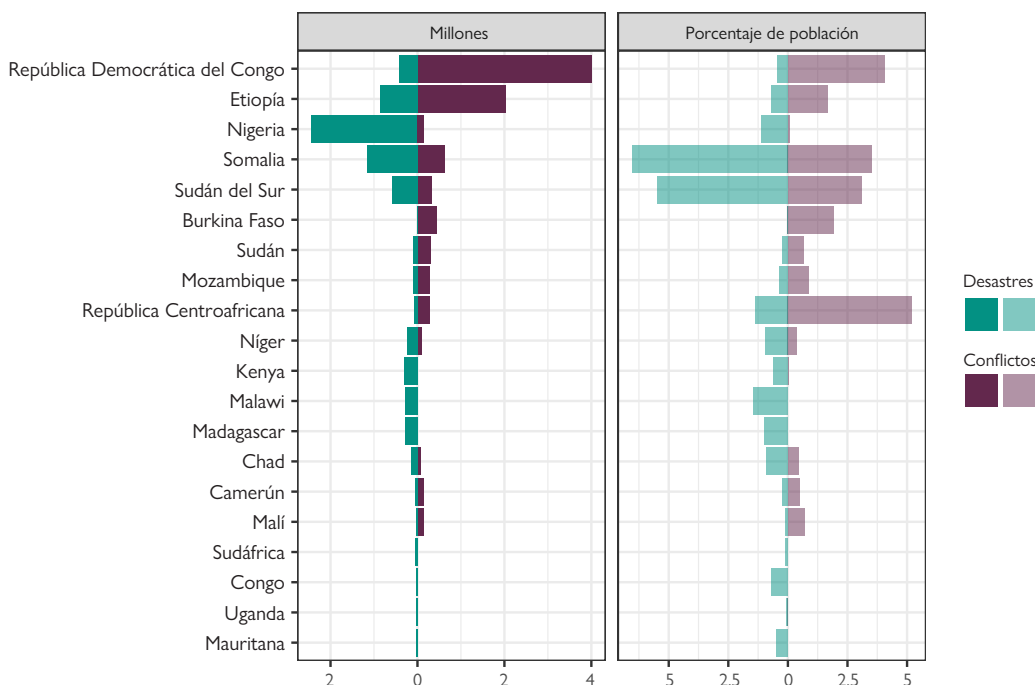 Millones
Porcentaje de población
República Democrática del Congo
Etiopía
Nigeria
Somalia
Sudán del Sur
Burkina Faso
Sudán
Mozambique
República Centroafricana
Níger
Kenya
Malawi
Madagascar
Chad
Camerún
Malí
Sudáfrica
Congo
Uganda
Mauritana
2 0 2 4
5 2.5 0 2.5 5
Desastres
Conflictos